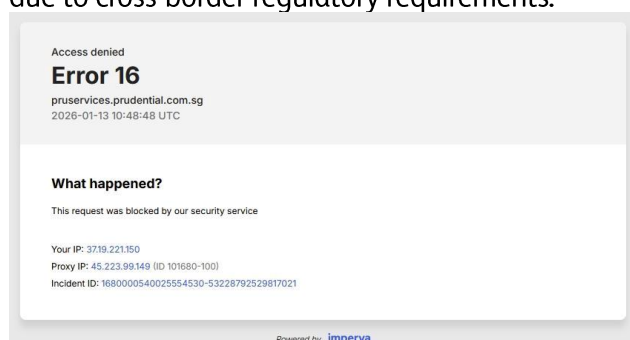 due to cross border regulatory requirements.
Access denied
Error 16
pruservices.prudential.com.sg
2026-01-13 10:48:48 UTC
What happened?
This request was blocked by our security service
Your IP: 37.19.221.150
Proxy IP: 45.223.99.149 (ID 101680-100)
Incident ID: 1680000540025554530-53228792529817021
Powered by imperva